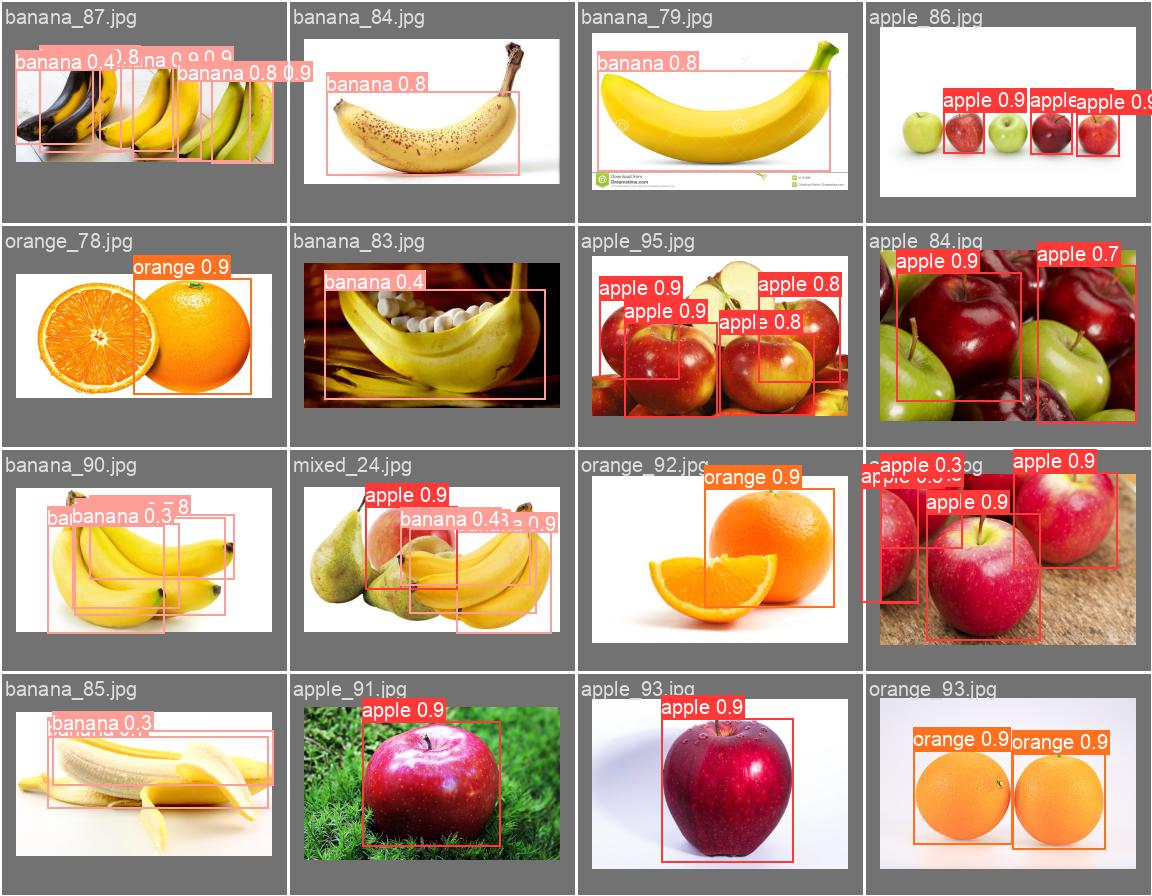 banana_87.jpg
banana 0.4
0.8
na 0.9
0.9
banana 0.8
0.9
banana_84.jpg
banana 0.8
banana_79.jpg
banana 0.8
Download from
Dreamstime.com
apple_86.jpg
apple 0.9
apple
apple 0.9
orange_78.jpg
orange 0.9
banana_83.jpg
banana 0.4
apple_95.jpg
apple 0.9
apple 0.8
apple 0.9
apple 0.8
apple_84.jpg
apple 0.9
apple 0.7
banana_90.jpg
banana 0.3
mixed_24.jpg
apple 0.9
banana 0.4
0.9
orange_92.jpg
orange 0.9
apple 0.3
apple 0.9
apple 0.9
banana_85.jpg
banana 0.3
apple_91.jpg
apple 0.9
apple_93.jpg
apple 0.9
orange_93.jpg
orange 0.9
orange 0.9